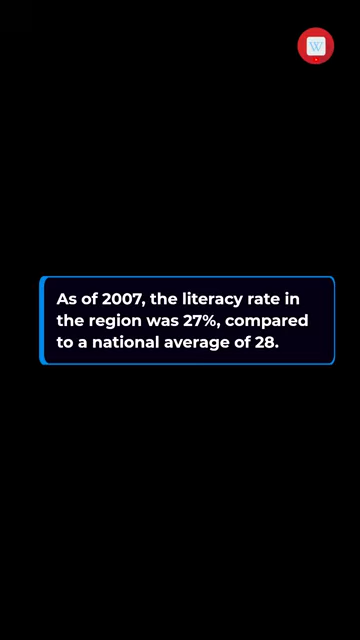 W
As of 2007, the literacy rate in
the region was 27%, compared
to a national average of 28.